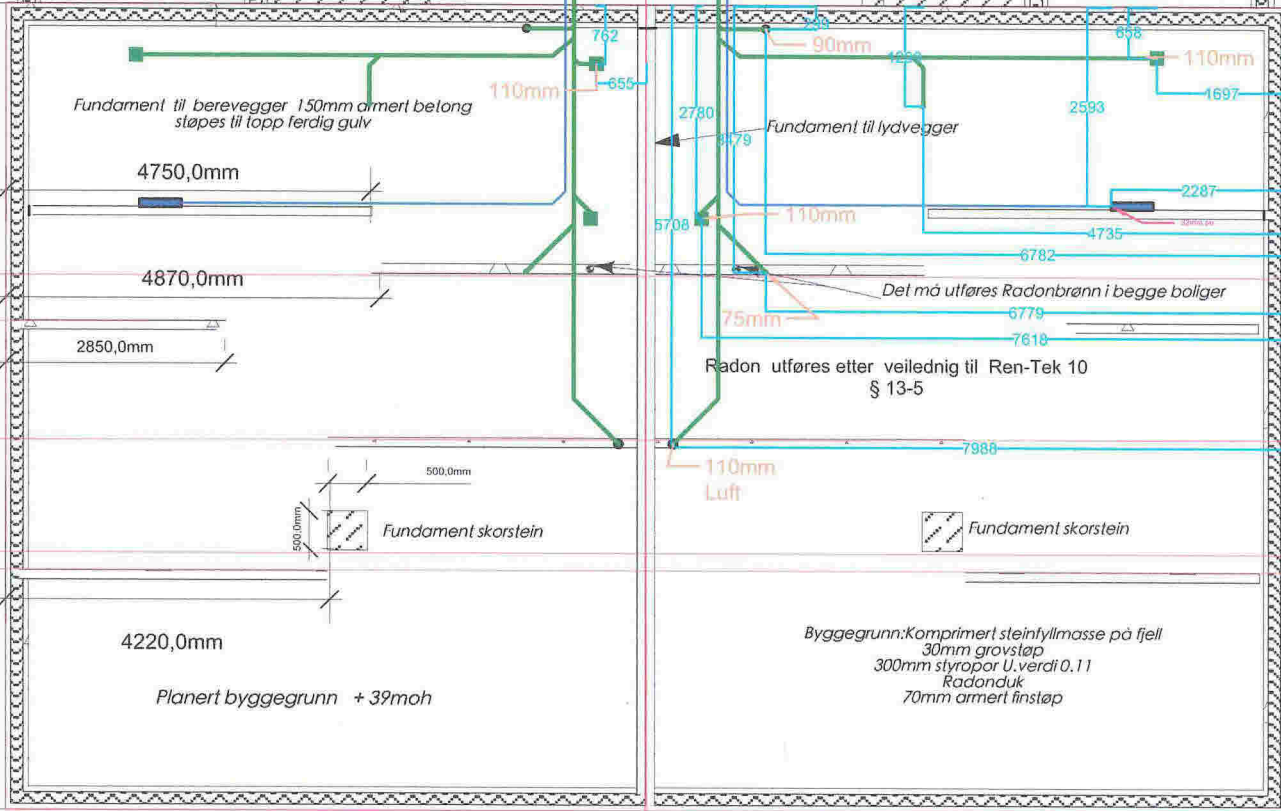 762
299
90mm
658
110mm
1697
110mm
655
2593
Fundament til berevegger 150mm armert betong
støpes til topp ferdig gulv
2780
Fundament til lydvegger
4750,0mm
2287
110mm
5708
4735
6782
4870,0mm
Det må utføres Radonbrønn i begge boliger
75mm
6779
7618
2850,0mm
Radon utføres etter veilednig til Ren-Tek 10
§ 13-5
7988
110mm
Luft
500,0mm
500,0mm
Fundament skorstein
Fundament skorstein
4220,0mm
Byggegrunn:Komprimert steinfyllmasse på fjell
30mm grovstøp
300mm styropor U.verdi 0.11
Radonduk
70mm armert finstøp
Planert byggegrunn + 39moh